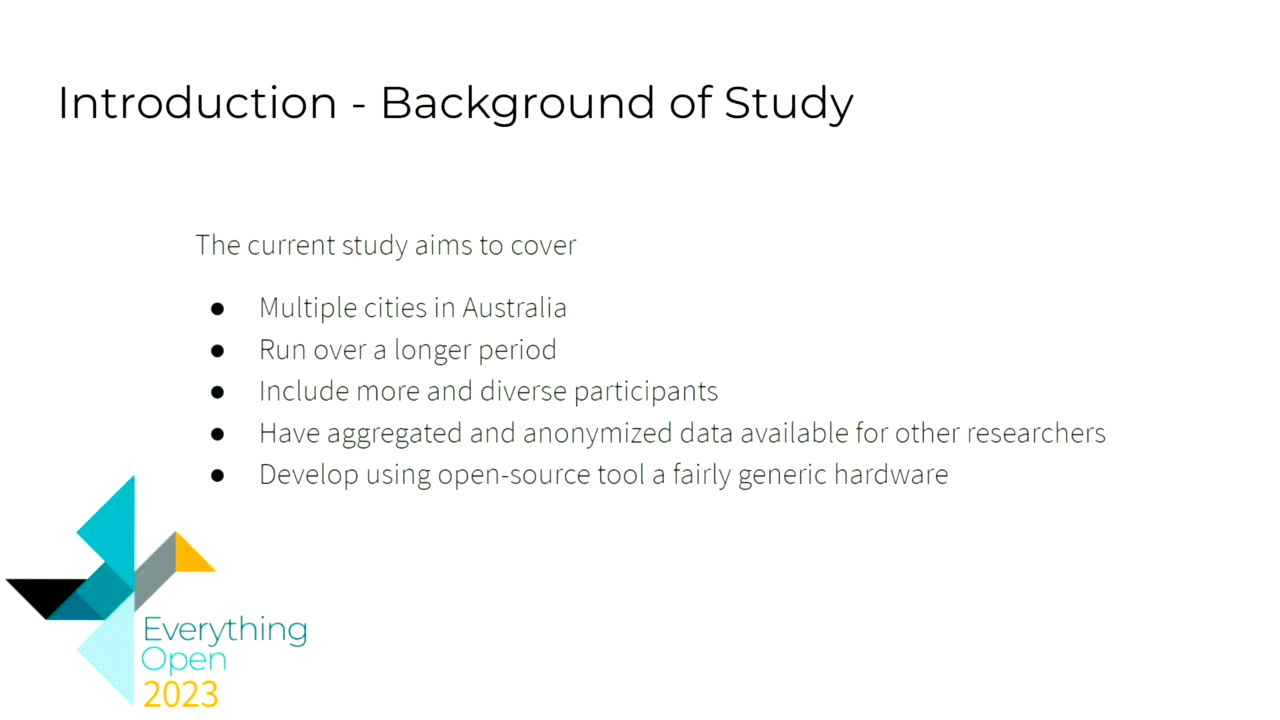 Introduction - Background of Study
The current study aims to cover
● Multiple cities in Australia
● Run over a longer period
● Include more and diverse participants
● Have aggregated and anonymized data available for other researchers
● Develop using open-source tool a fairly generic hardware
Everything
Open
2023